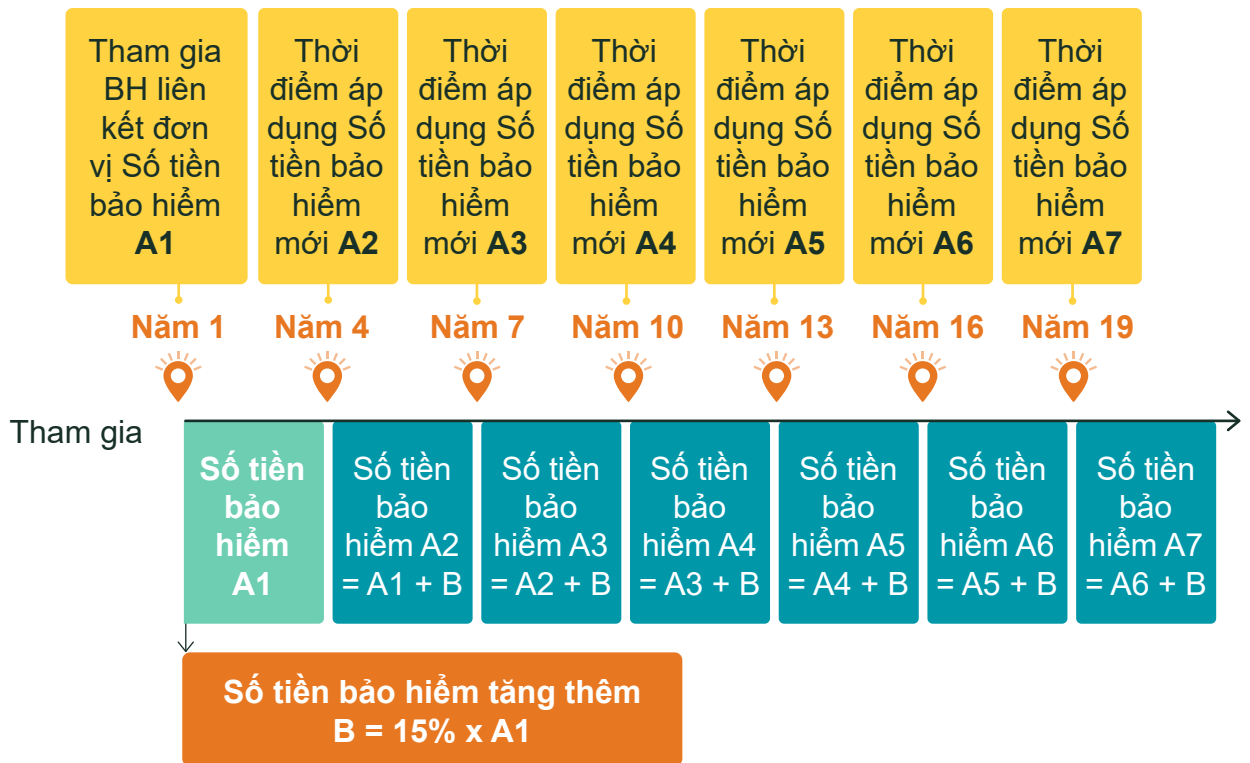 Tham gia
BH liên
kết đơn
vị Số tiền
bảo hiểm
A1
Thời
điểm áp
dụng Số
tiền bảo
hiểm
mới A2
Thời
điểm áp
dụng Số
tiền bảo
hiểm
mới A3
Thời
điểm áp
dụng Số
tiền bảo
hiểm
mới A4
Thời
điểm áp
dụng Số
tiền bảo
hiểm
mới A5
Thời
điểm áp
dụng Số
tiền bảo
hiểm
mới A6
Thời
điểm áp
dụng Số
tiền bảo
hiểm
mới A7
Năm 1
Năm 4
Năm 7
Năm 10
Năm 13
Năm 16
Năm 19
Tham gia
Số tiền
bảo
hiểm
A1
Số tiền
bảo
hiểm A2
= A1 + B
Số tiền
bảo
hiểm A3
= A2 + B
Số tiền
bảo
hiểm A4
= A3 + B
Số tiền
bảo
hiểm A5
= A4 + B
Số tiền
bảo
hiểm A6
= A5 + B
Số tiền
bảo
hiểm A7
= A6 + B
Số tiền bảo hiểm tăng thêm
B = 15% x A1